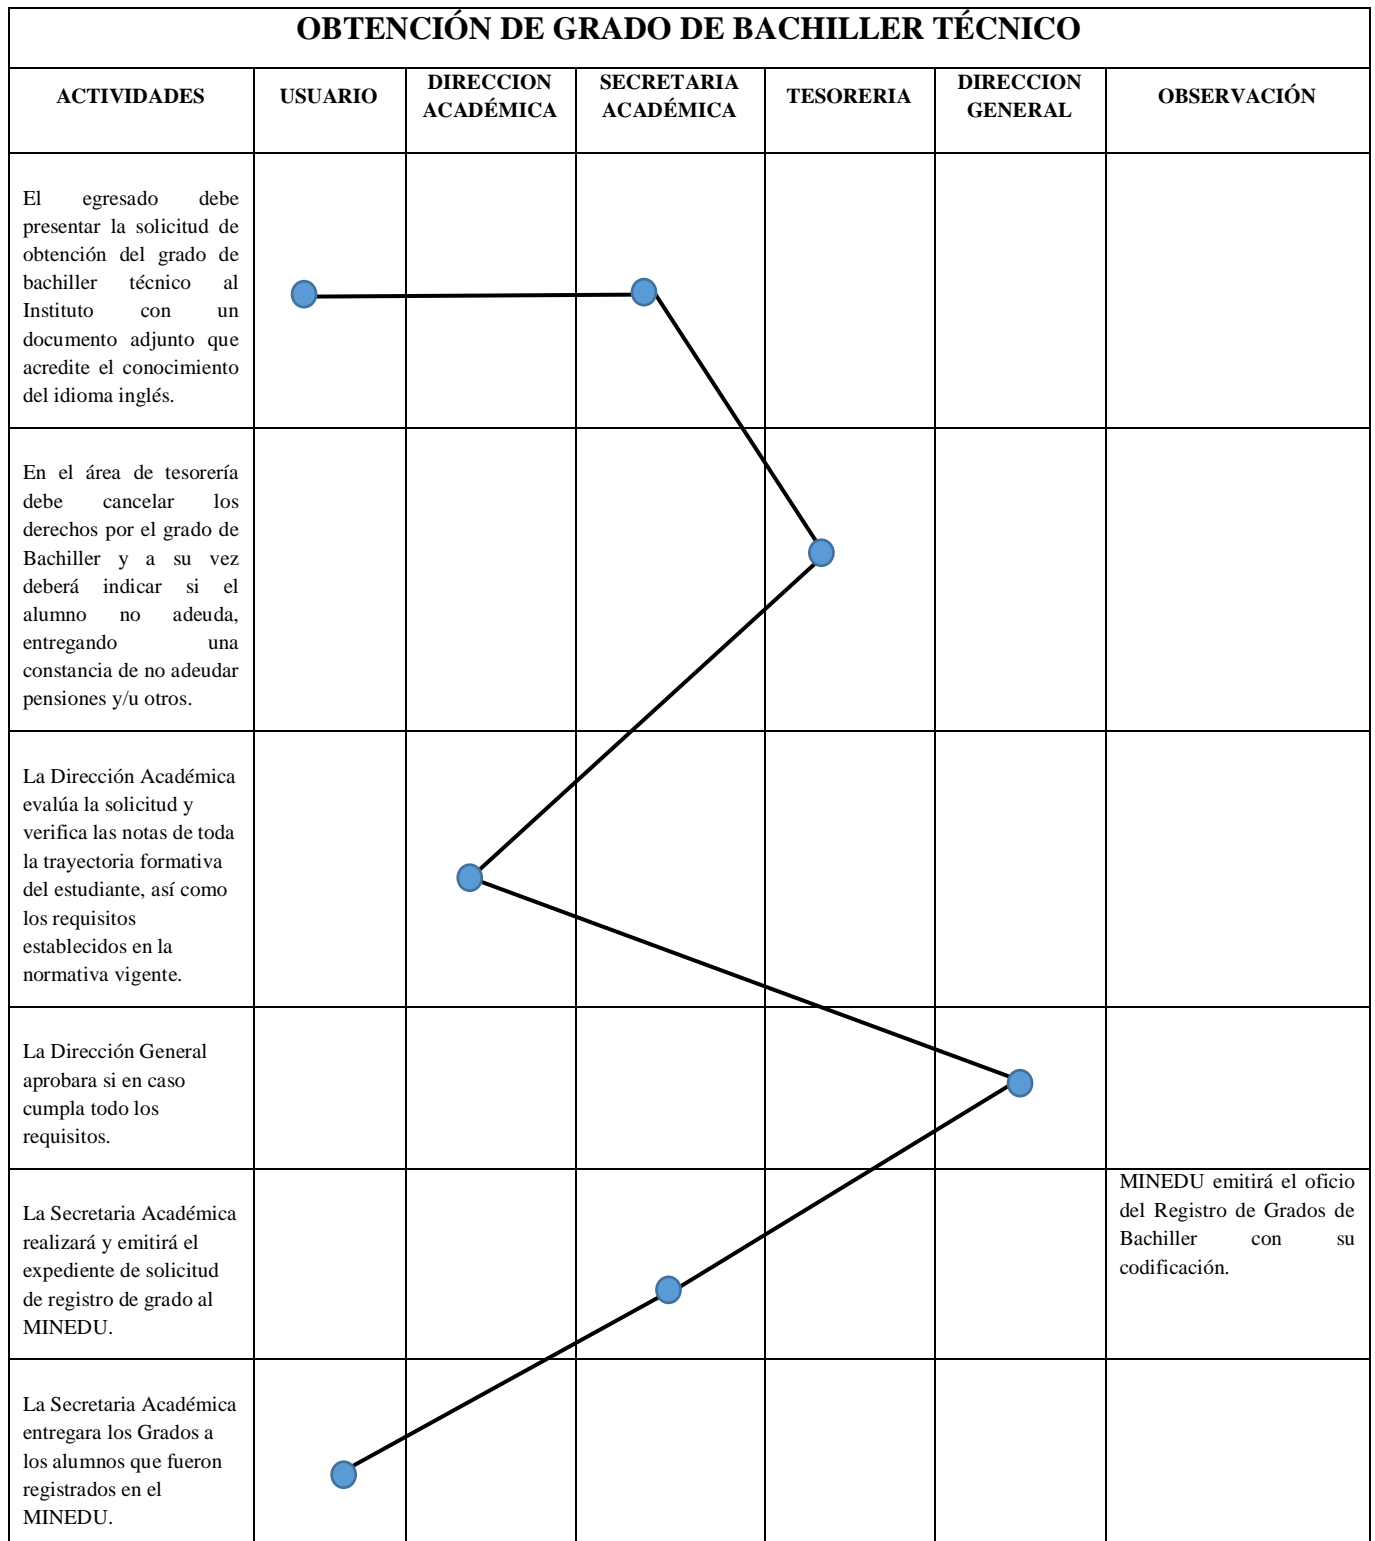 OBTENCIÓN DE GRADO DE BACHILLER TÉCNICO
ACTIVIDADES
USUARIO
DIRECCION
ACADÉMICA
SECRETARIA
ACADÉMICA
TESORERIA
DIRECCION
GENERAL
OBSERVACIÓN
El egresado debe
presentar la solicitud de
obtención del grado de
bachiller técnico al
Instituto con un
documento adjunto que
acredite el conocimiento
del idioma inglés.
En el área de tesorería
debe cancelar los
derechos por el grado de
Bachiller y a su vez
deberá indicar si el
alumno no adeuda,
entregando una
constancia de no adeudar
pensiones y/u otros.
La Dirección Académica
evalúa la solicitud y
verifica las notas de toda
la trayectoria formativa
del estudiante, así como
los requisitos
establecidos en la
normativa vigente.
La Dirección General
aprobara si en caso
cumpla todo los
requisitos.
La Secretaria Académica
realizará y emitirá el
expediente de solicitud
de registro de grado al
MINEDU.
MINEDU emitirá el oficio
del Registro de Grados de
Bachiller con su
codificación.
La Secretaria Académica
entregara los Grados a
los alumnos que fueron
registrados en el
MINEDU.